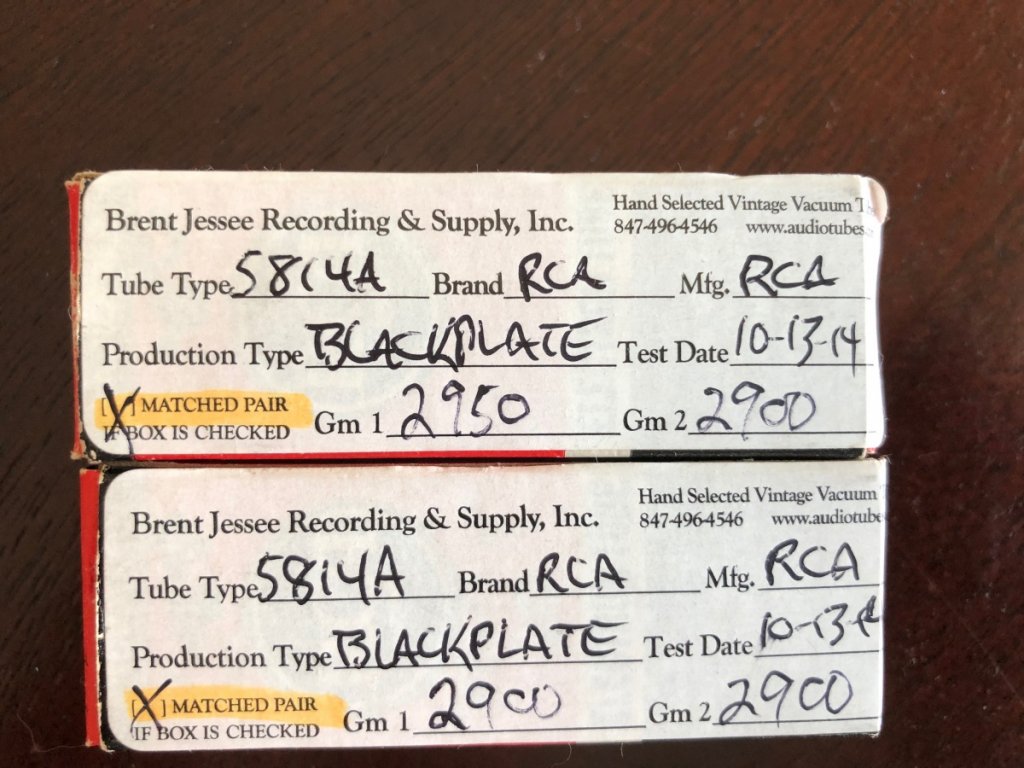 Brent Jessee Recording & Supply, Inc.
Hand Selected Vintage Vacuum
847-496-4546 www.audiotubes.
Tube Type 5814A Brand RCA Mfg. RCA
Production Type BLACKPLATE Test Date 10-13-14
[X] MATCHED PAIR
IF BOX IS CHECKED
Gm 1 2950 Gm 2 2900
Brent Jessee Recording & Supply, Inc.
Hand Selected Vintage Vacuum
847-496-4546 www.audiotube
Tube Type 5814A Brand RCA Mfg. RCA
Production Type BLACKPLATE Test Date 10-13-
[X] MATCHED PAIR
IF BOX IS CHECKED
Gm 1 2900 Gm 2 2900